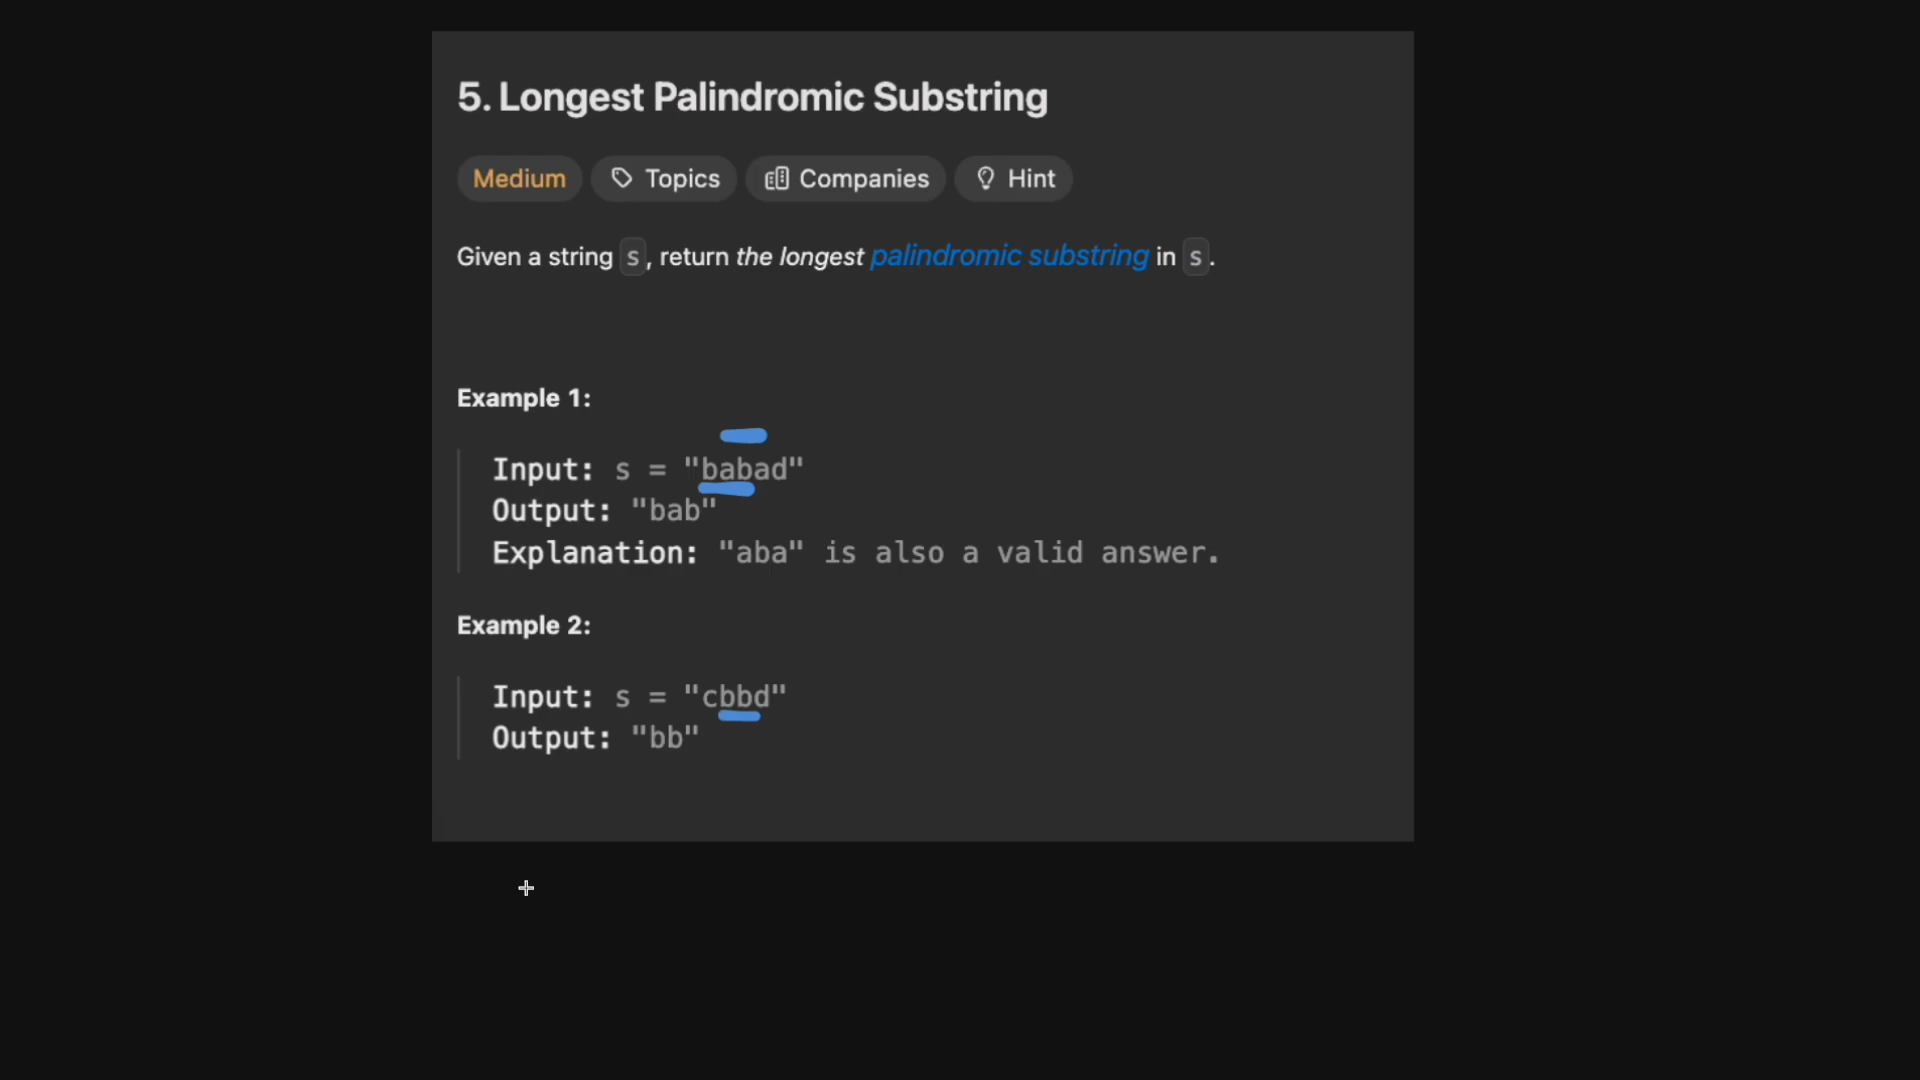 5. Longest Palindromic Substring
Medium Topics Companies Hint
Given a string s, return the longest palindromic substring in s.
Example 1:
Input: s = "babad"
Output: "bab"
Explanation: "aba" is also a valid answer.
Example 2:
Input: s = "cbbd"
Output: "bb"